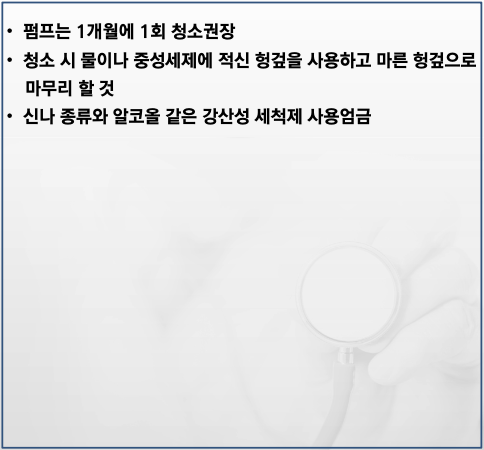 • 펌프는 1개월에 1회 청소권장
• 청소 시 물이나 중성세제에 적신 헝겊을 사용하고 마른 헝겊으로
마무리 할 것
• 신나 종류와 알코올 같은 강산성 세척제 사용엄금